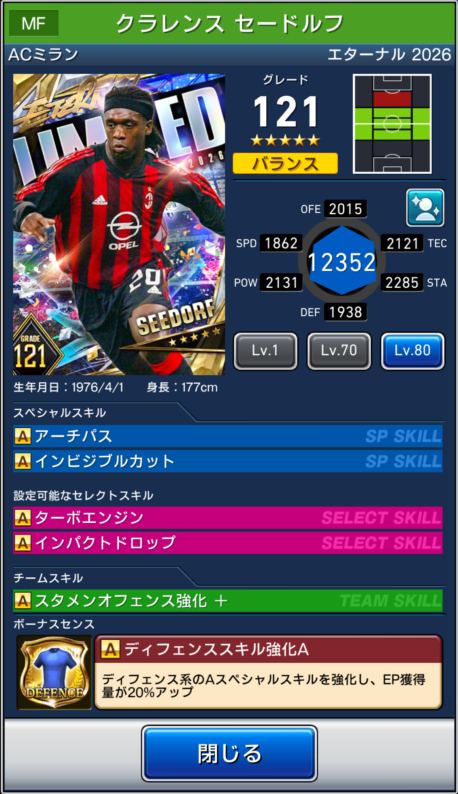 MF クラレンス セードルフ
ACミラン エターナル 2026
LIMITED
2026
OPEL
20
SEEDORF
★★★★★
GRADE
121
グレード
121
★★★★★
バランス
OFE 2015
SPD 1862
2121 TEC
12352
POW 2131
2285 STA
DEF 1938
Lv.1 Lv.70 Lv.80
生年月日:1976/4/1 身長:177cm
スペシャルスキル
A アーチパス SP SKILL
A インビジブルカット SP SKILL
設定可能なセレクトスキル
A ターボエンジン SELECT SKILL
A インパクトドロップ SELECT SKILL
チームスキル
A スタメンオフェンス強化 + TEAM SKILL
ボーナスセンス
DEFENCE
A ディフェンススキル強化A
ディフェンス系のAスペシャルスキルを強化し、EP獲得
量が20%アップ
閉じる